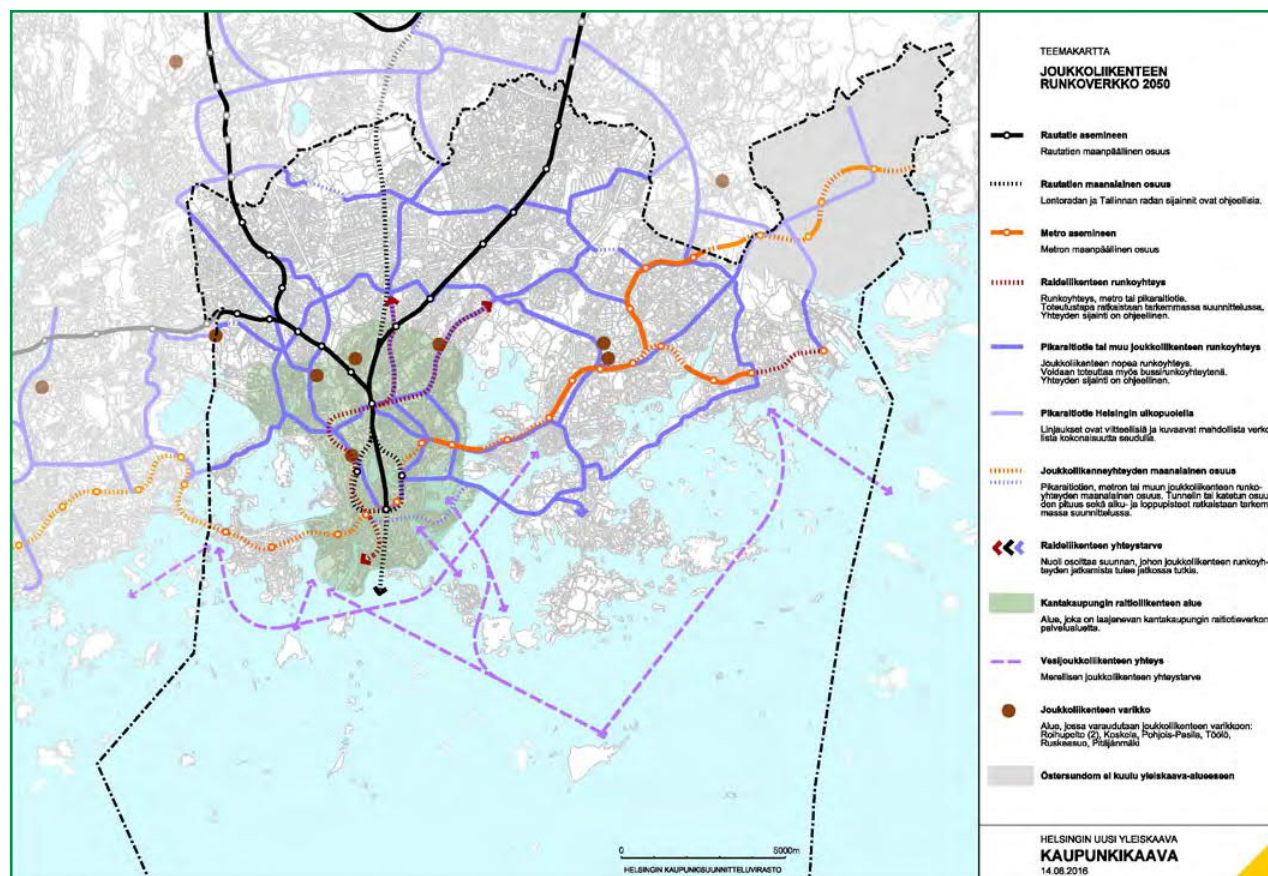 TEEMAKARTTA
JOUKKOLIIKENTEEN
RUNKOVERKKO 2050
Rautatie asemineen
Rautatien maanpäällinen osuus
Rautatien maanalainen osuus
Lentoradan ja Tallinnan radan sijainnit ovat ohjeellisia.
Metro asemineen
Metron maanpäällinen osuus
Raideliikenteen runkoyhteys
Runkoyhteys, metro tai pikaraitiotie.
Toteutustapa ratkaistaan tarkemmassa suunnittelussa.
Yhteyden sijainti on ohjeellinen.
Pikaraitiotie tai muu joukkoliikenteen runkoyhteys
Joukkoliikenteen nopea runkoyhteys.
Voidaan toteuttaa myös bussirunkoyhteytenä.
Yhteyden sijainti on ohjeellinen.
Pikaraitiotie Helsingin ulkopuolella
Linjaukset ovat viitteellisiä ja kuvaavat mahdollista verko
llista kokonaisuutta seudulla.
Joukkoliikenneyhteyden maanalainen osuus
Pikaraitiotien, metron tai muun joukkoliikenteen runko-
yhteyden maanalainen osuus. Tunnelin tai katetun osuu
den pituus sekä alku- ja loppupisteet ratkaistaan tarkem
massa suunnittelussa.
Raideliikenteen yhteystarve
Nuoli osoittaa suunnan, johon joukkoliikenteen runkoyh-
teyden jatkamista tulee jatkossa tutkia.
Kantakaupungin raitioliikenteen alue
Alue, joka on laajenevan kantakaupungin raitiotieverkon
palvelualuetta.
Vesijoukkoliikenteen yhteys
Merellisen joukkoliikenteen yhteystarve
Joukkoliikenteen varikko
Alue, jossa varaudutaan joukkoliikenteen varikkoon:
Roihupelto (2), Koskela, Pohjois-Pasila, Töölö,
Ruskeasuo, Pitäjänmäki
Östersundom ei kuulu yleiskaava-alueeseen
0 5000m
HELSINGIN KAUPUNKISUUNNITTELUVIRASTO
HELSINGIN UUSI YLEISKAAVA
KAUPUNKIKAAVA
14.06.2016